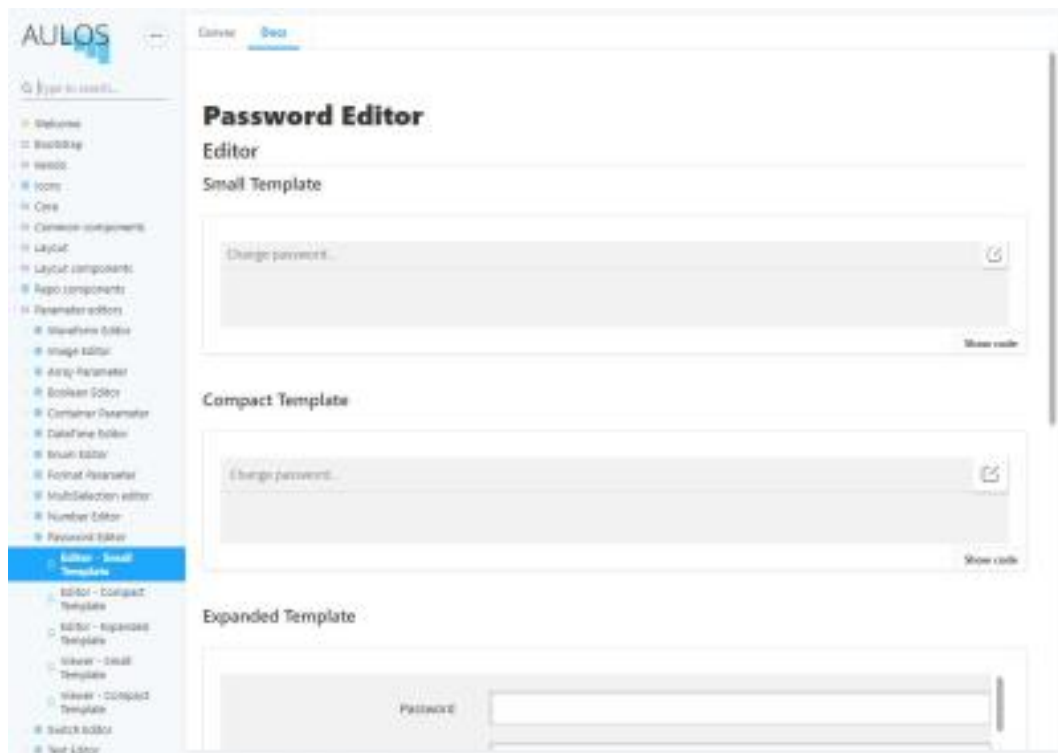 AULOS
Canvas Docs
Type to search...
Password Editor
Editor
Small Template
Change password...
Show code
Compact Template
Change password...
Show code
Expanded Template
Password
Welcome
Bootstrap
Icons
Core
Common components
Layout
Layout components
Repo components
Parameter editors
Waveform Editor
Image Editor
Array Parameter
Boolean Editor
Container Parameter
DateTime Editor
Enum Editor
Format Parameter
MultiSelection editor
Number Editor
Password Editor
Editor - Small
Template
Editor - Compact
Template
Editor - Expanded
Template
Viewer - Small
Template
Viewer - Compact
Template
Switch Editor
Text Editor